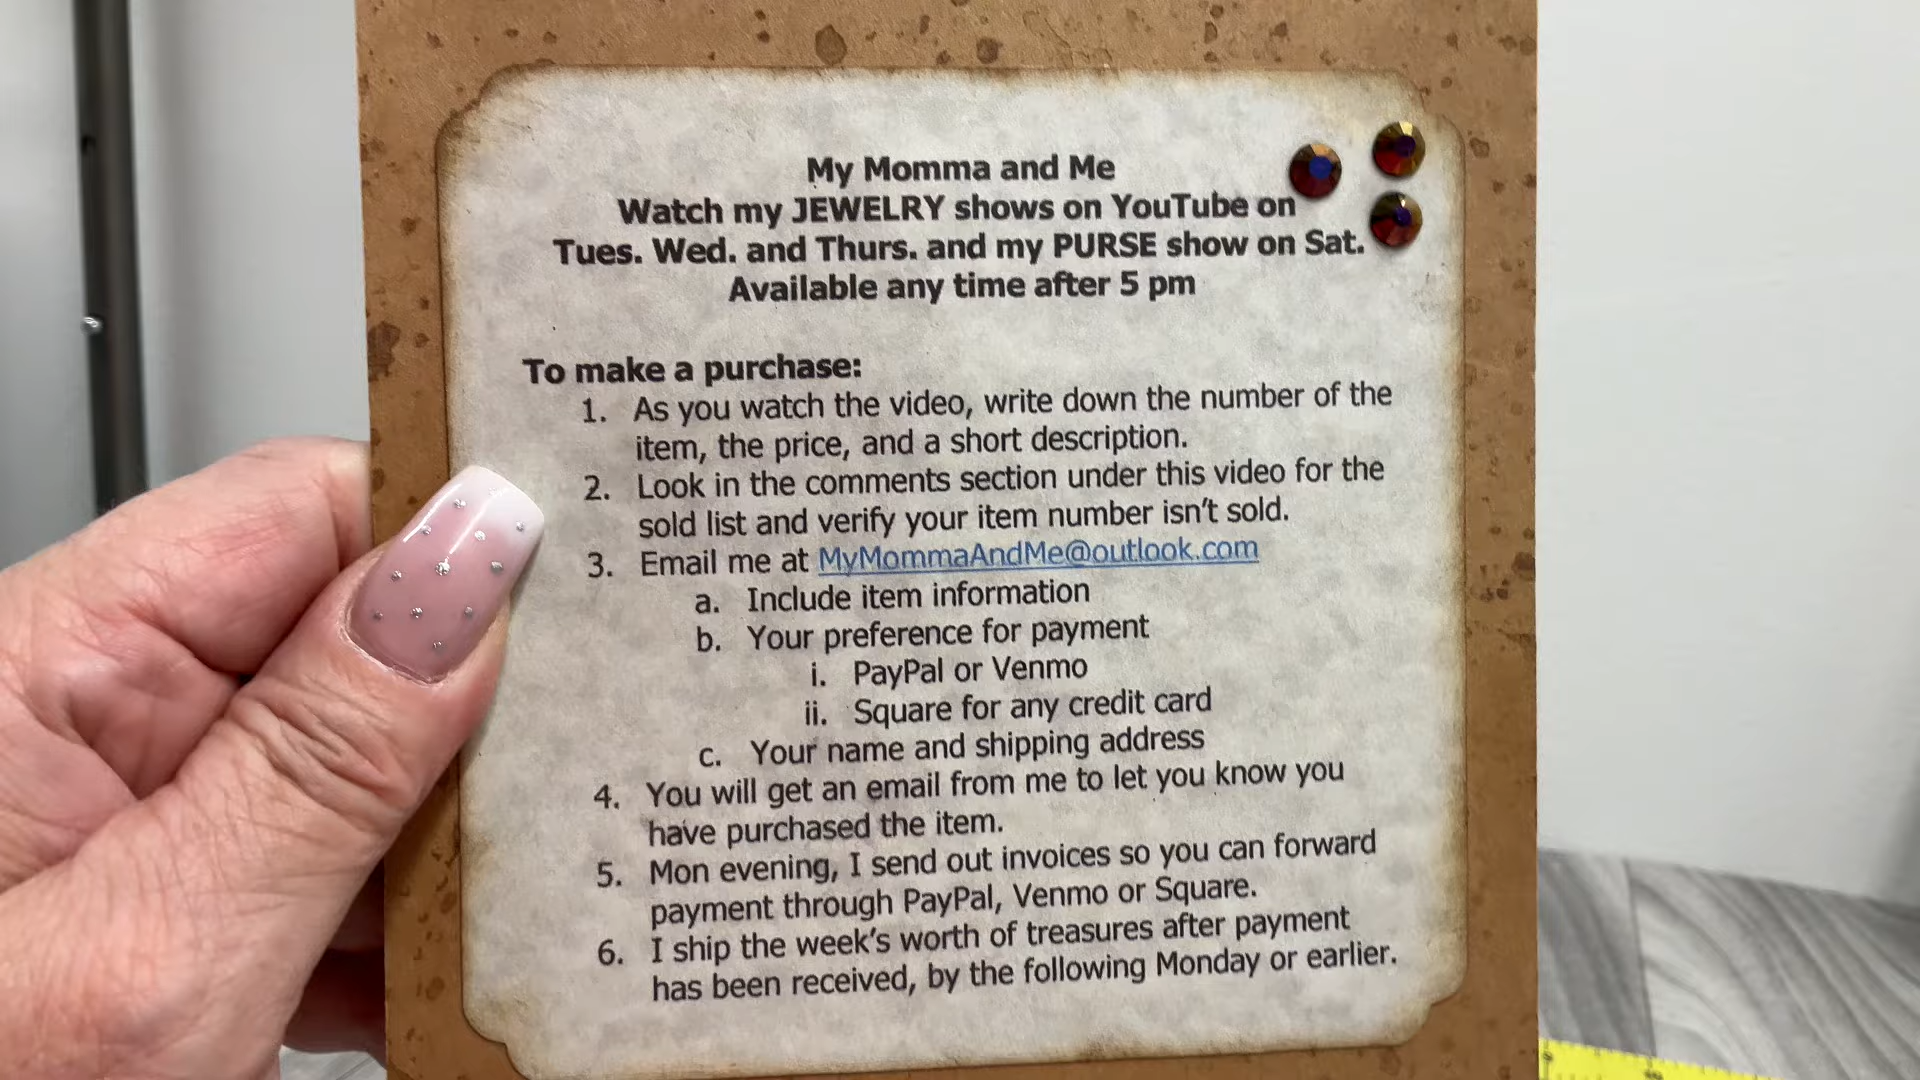 My Momma and Me
Watch my JEWELRY shows on YouTube on
Tues. Wed. and Thurs. and my PURSE show on Sat.
Available any time after 5 pm
To make a purchase:
1. As you watch the video, write down the number of the
item, the price, and a short description.
2. Look in the comments section under this video for the
sold list and verify your item number isn't sold.
3. Email me at MyMommaAndMe@outlook.com
a. Include item information
b. Your preference for payment
i. PayPal or Venmo
ii. Square for any credit card
c. Your name and shipping address
4. You will get an email from me to let you know you
have purchased the item.
5. Mon evening, I send out invoices so you can forward
payment through PayPal, Venmo or Square.
6. I ship the week's worth of treasures after payment
has been received, by the following Monday or earlier.